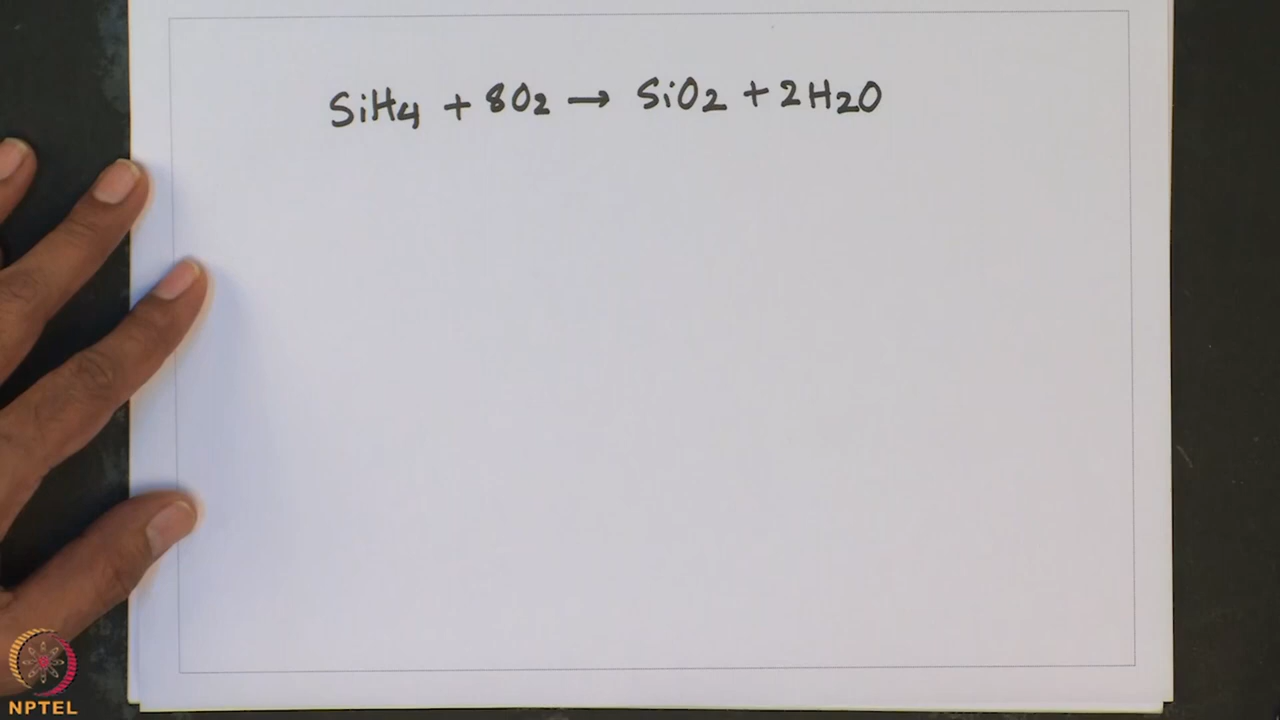 SiH4 + 8O2 → SiO2 + 2H2O
NPTEL